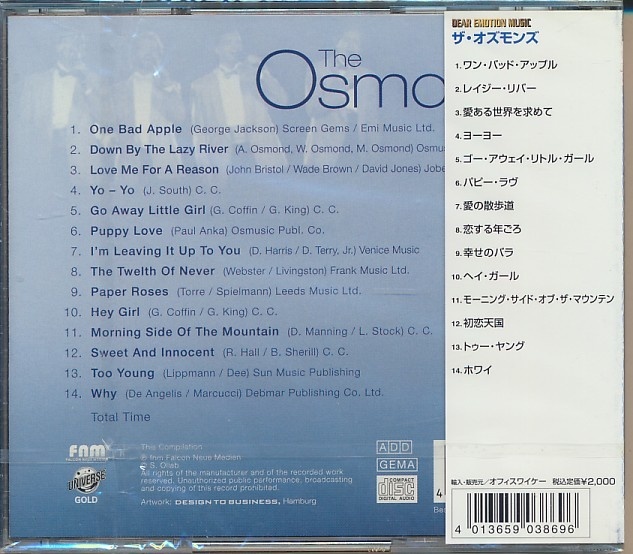 The
Osmo
1. One Bad Apple (George Jackson) Screen Gems / Emi Music Ltd.
2. Down By The Lazy River (A. Osmond, W. Osmond, M. Osmond) Osmus
3. Love Me For A Reason (John Bristol / Wade Brown / David Jones) Jobe
4. Yo – Yo (J. South) C. C.
5. Go Away Little Girl (G. Coffin / G. King) C. C.
6. Puppy Love (Paul Anka) Osmusic Publ. Co.
7. I'm Leaving It Up To You (D. Harris / D. Terry, Jr.) Venice Music
8. The Twelth Of Never (Webster / Livingston) Frank Music Ltd.
9. Paper Roses (Torre / Spielmann) Leeds Music Ltd.
10. Hey Girl (G. Coffin / G. King) C. C.
11. Morning Side Of The Mountain (D. Manning / L. Stock) C. C.
12. Sweet And Innocent (R. Hall / B. Sherill) C. C.
13. Too Young (Lippmann / Dee) Sun Music Publishing
14. Why (De Angelis / Marcucci) Debmar Publishing Co. Ltd.
Total Time
fnm
UNIVERSE
GOLD
This Compilation
℗ fnm Falcon Neue Medien
All rights of the manufacturer and of the recorded work
reserved. Unauthorized public performance, broadcasting
and copying of this record prohibited.
Artwork: DESIGN TO BUSINESS, Hamburg
ADD
GEMA
COMPACT
disc
DIGITAL AUDIO
4
Ber
DEAR EMOTION MUSIC
ザ・オズモンズ
1. ワン・バッド・アップル
2. レイジー・リバー
3. 愛ある世界を求めて
4. ヨーヨー
5. ゴー・アウェイ・リトル・ガール
6. パピー・ラヴ
7. 愛の散歩道
8. 恋する年ごろ
9. 幸せのバラ
10. ヘイ・ガール
11. モーニング・サイド・オブ・ザ・マウンテン
12. 初恋天国
13. トゥー・ヤング
14. ホワイ
輸入・販売元/オフィスワイケー 税込定価¥2,000
4 013659 038696